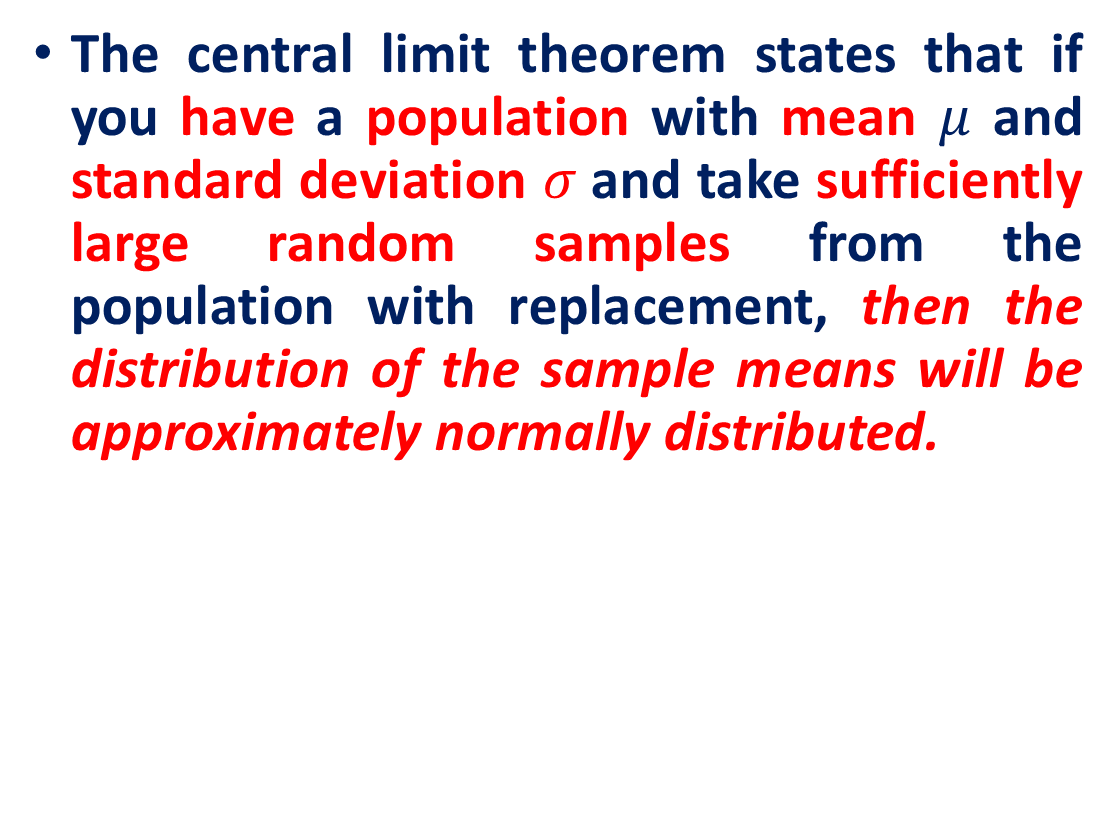 • The central limit theorem states that if
you have a population with mean 𝜇 and
standard deviation 𝜎 and take sufficiently
large random samples from the
population with replacement, then the
distribution of the sample means will be
approximately normally distributed.